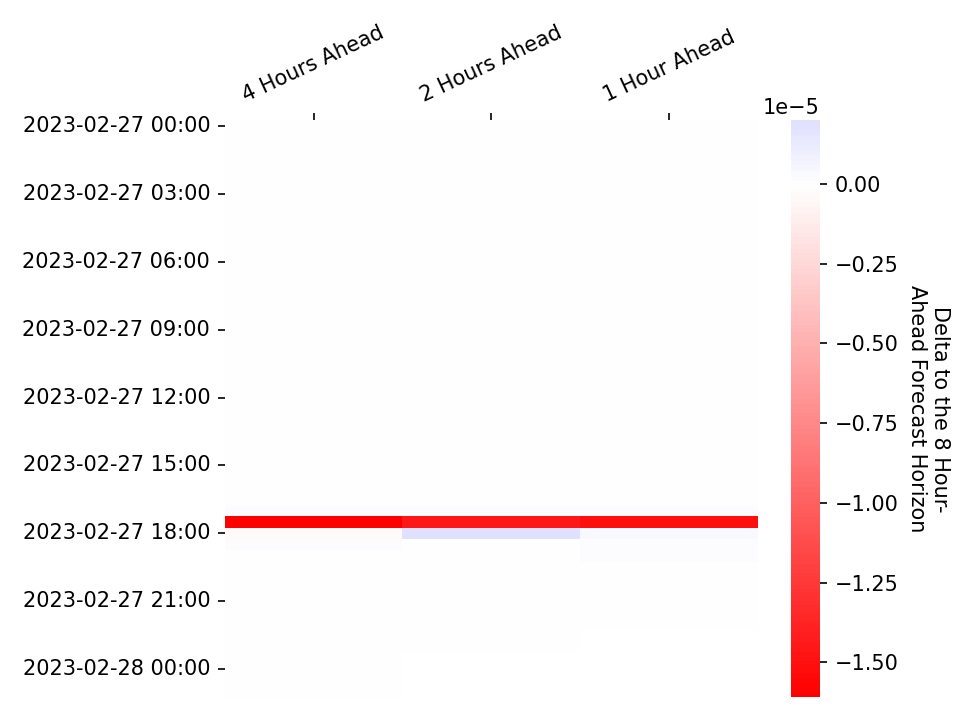 4 Hours Ahead
2 Hours Ahead
1 Hour Ahead
1e−5
2023-02-27 00:00
2023-02-27 03:00
2023-02-27 06:00
2023-02-27 09:00
2023-02-27 12:00
2023-02-27 15:00
2023-02-27 18:00
2023-02-27 21:00
2023-02-28 00:00
0.00
−0.25
−0.50
−0.75
−1.00
−1.25
−1.50
Delta to the 8 Hour-
Ahead Forecast Horizon